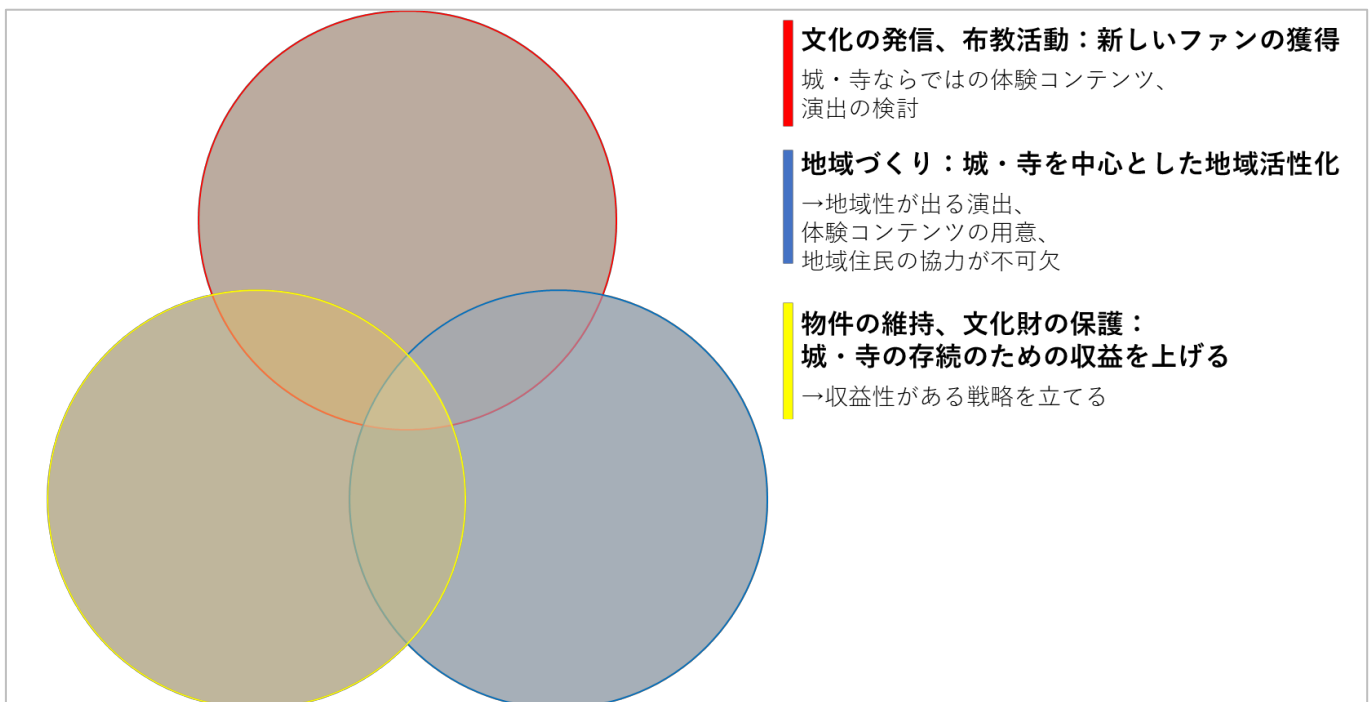 文化の発信、布教活動：新しいファンの獲得
城・寺ならではの体験コンテンツ、
演出の検討
地域づくり：城・寺を中心とした地域活性化
→地域性が出る演出、
体験コンテンツの用意、
地域住民の協力が不可欠
物件の維持、文化財の保護：
城・寺の存続のための収益を上げる
→収益性がある戦略を立てる